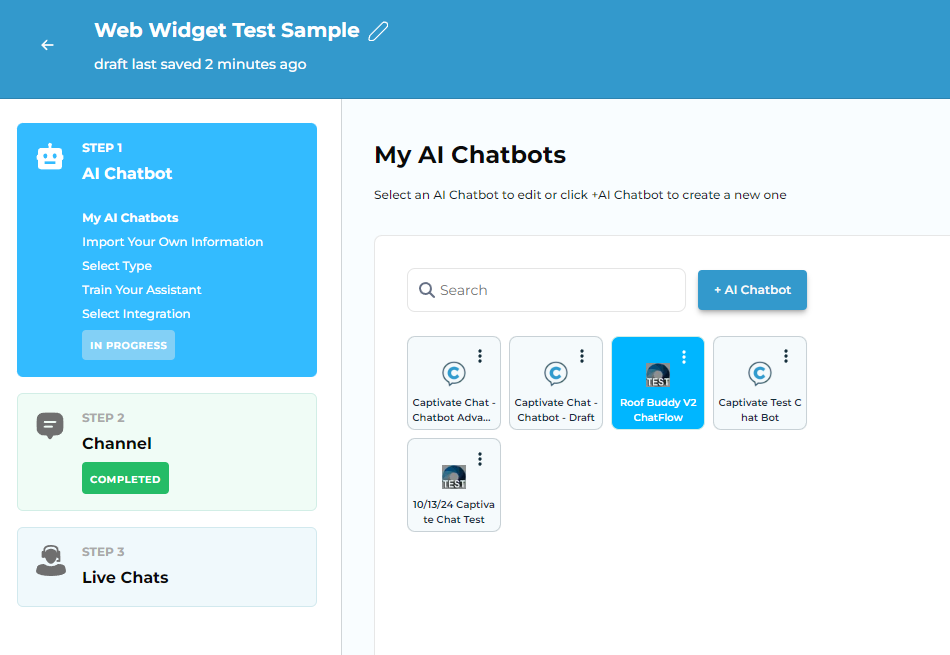 Web Widget Test Sample
draft last saved 2 minutes ago
STEP 1
AI Chatbot
My AI Chatbots
Import Your Own Information
Select Type
Train Your Assistant
Select Integration
IN PROGRESS
STEP 2
Channel
COMPLETED
STEP 3
Live Chats
My AI Chatbots
Select an AI Chatbot to edit or click +AI Chatbot to create a new one
Search
+ AI Chatbot
C
Captivate Chat -
Chatbot Adva...
C
Captivate Chat -
Chatbot - Draft
TEST
Roof Buddy V2
ChatFlow
C
Captivate Test C
hat Bot
TEST
10/13/24 Captiva
te Chat Test